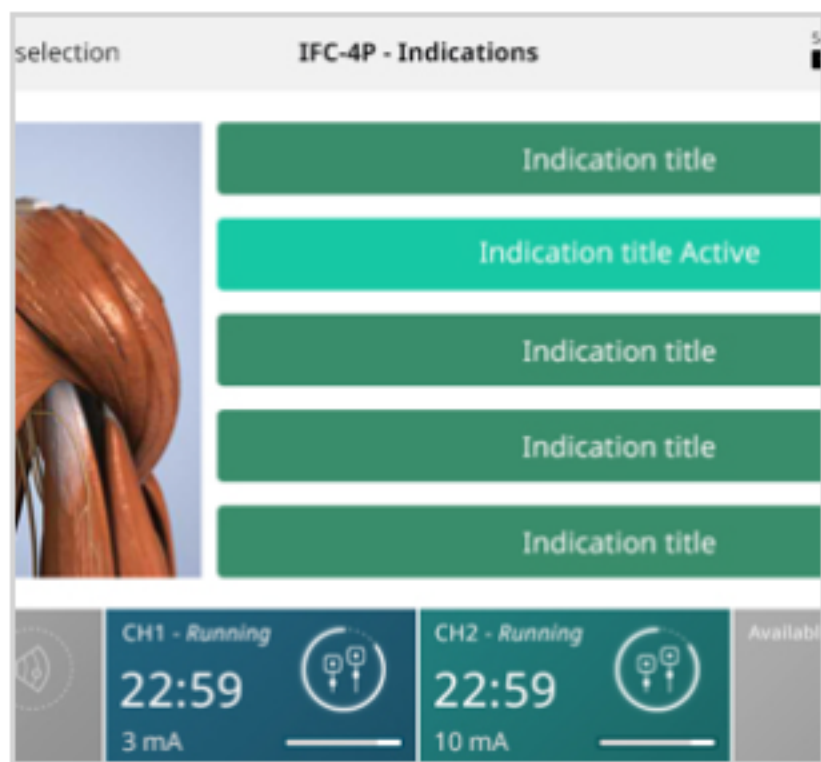 selection
IFC-4P - Indications
S
Indication title
Indication title Active
Indication title
Indication title
Indication title
CH1 - Running
22:59
3 mA
CH2 - Running
22:59
10 mA
Availabl